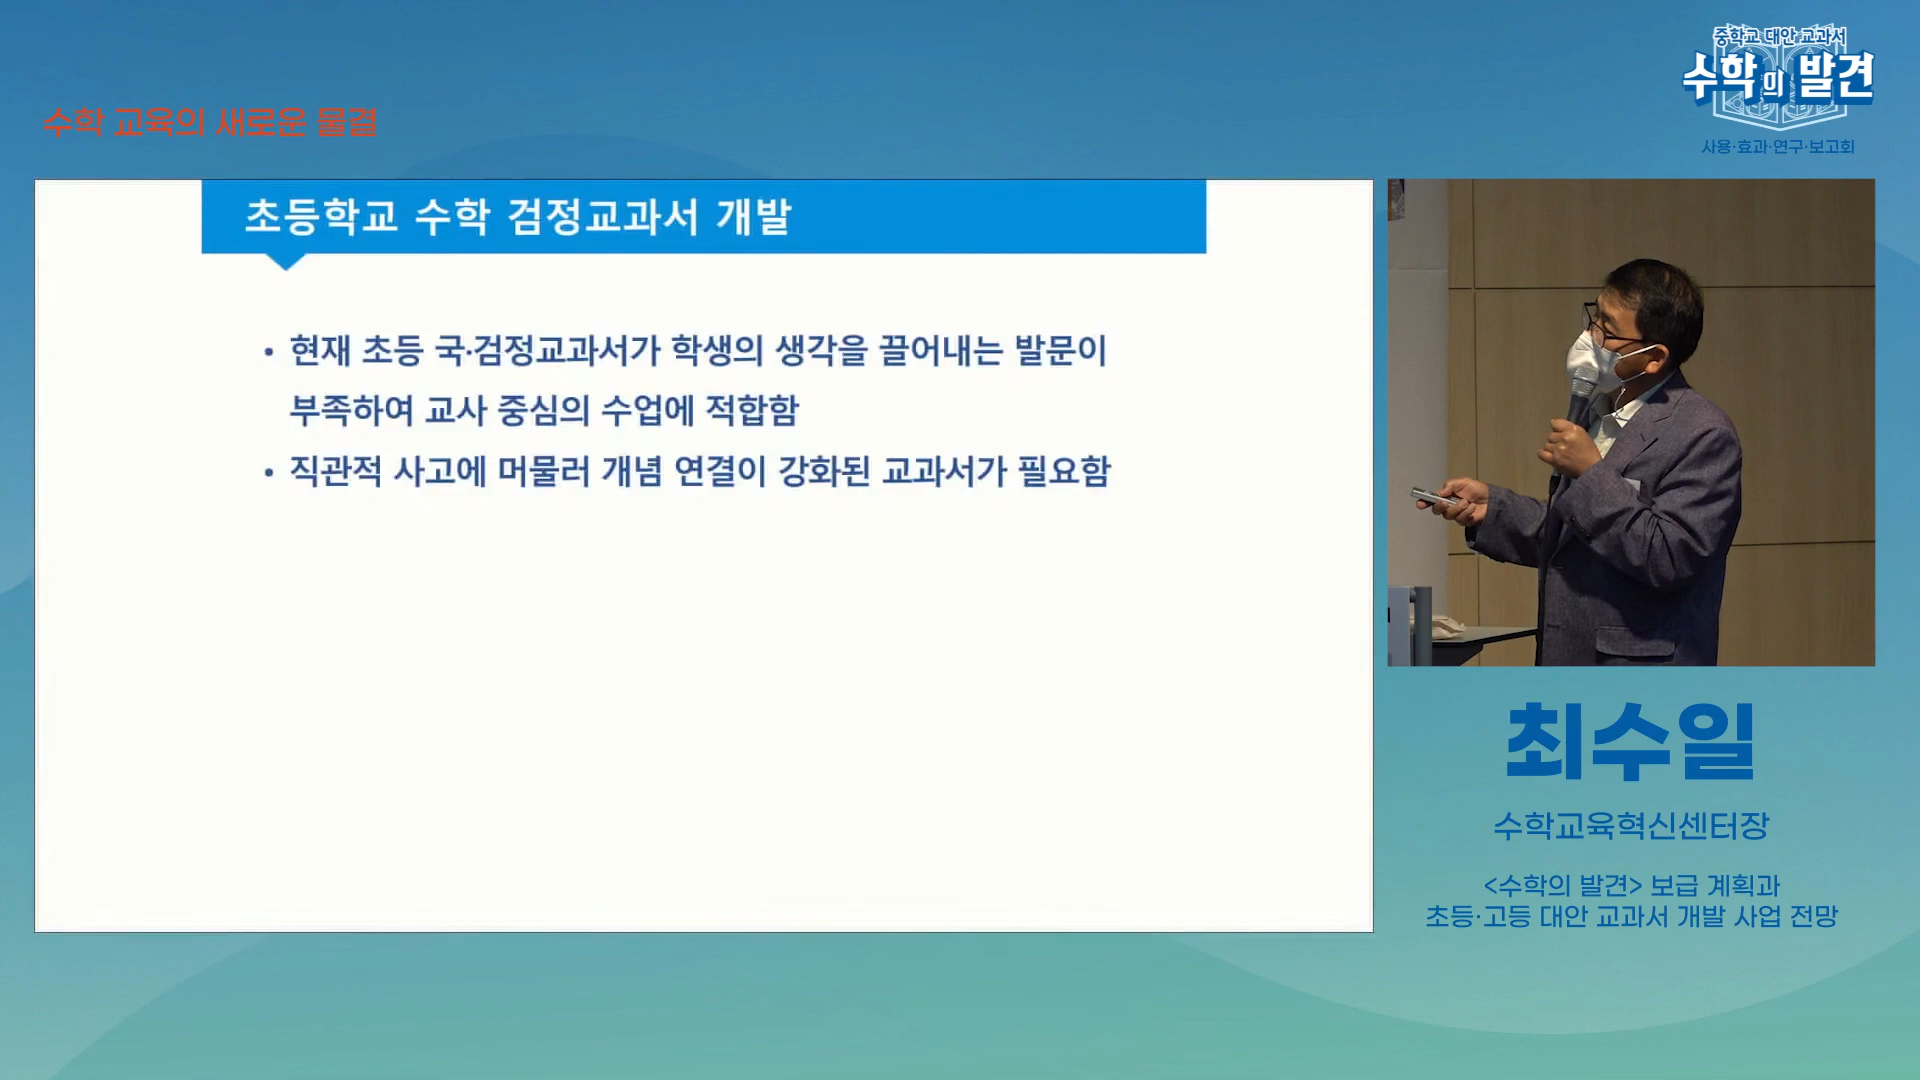 중학교 대안 교과서
수학의 발견
사용·효과·연구·보고회
수학 교육의 새로운 물결
초등학교 수학 검정교과서 개발
• 현재 초등 국·검정교과서가 학생의 생각을 끌어내는 발문이
부족하여 교사 중심의 수업에 적합함
• 직관적 사고에 머물러 개념 연결이 강화된 교과서가 필요함
최수일
수학교육혁신센터장
<수학의 발견> 보급 계획과
초등·고등 대안 교과서 개발 사업 전망